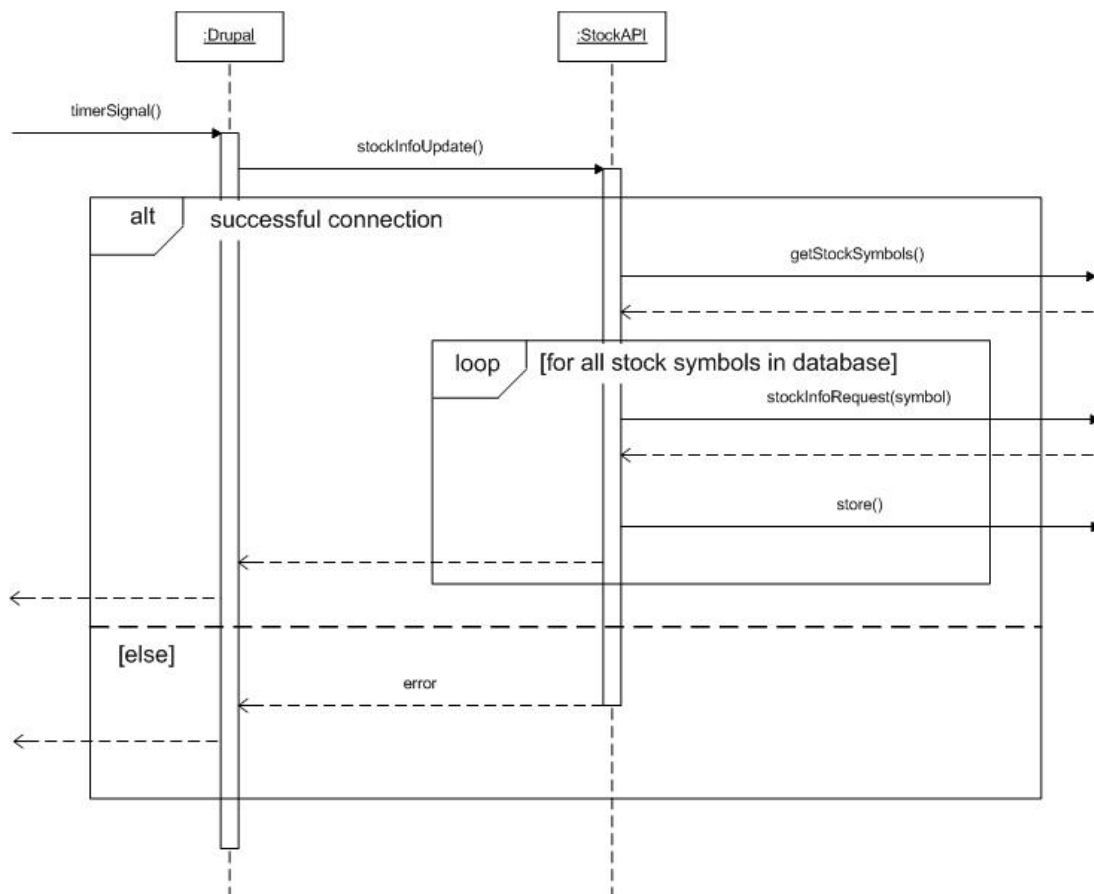 :Drupal
:StockAPI
timerSignal()
stockInfoUpdate()
alt
successful connection
getStockSymbols()
loop
[for all stock symbols in database]
stockInfoRequest(symbol)
store()
[else]
error